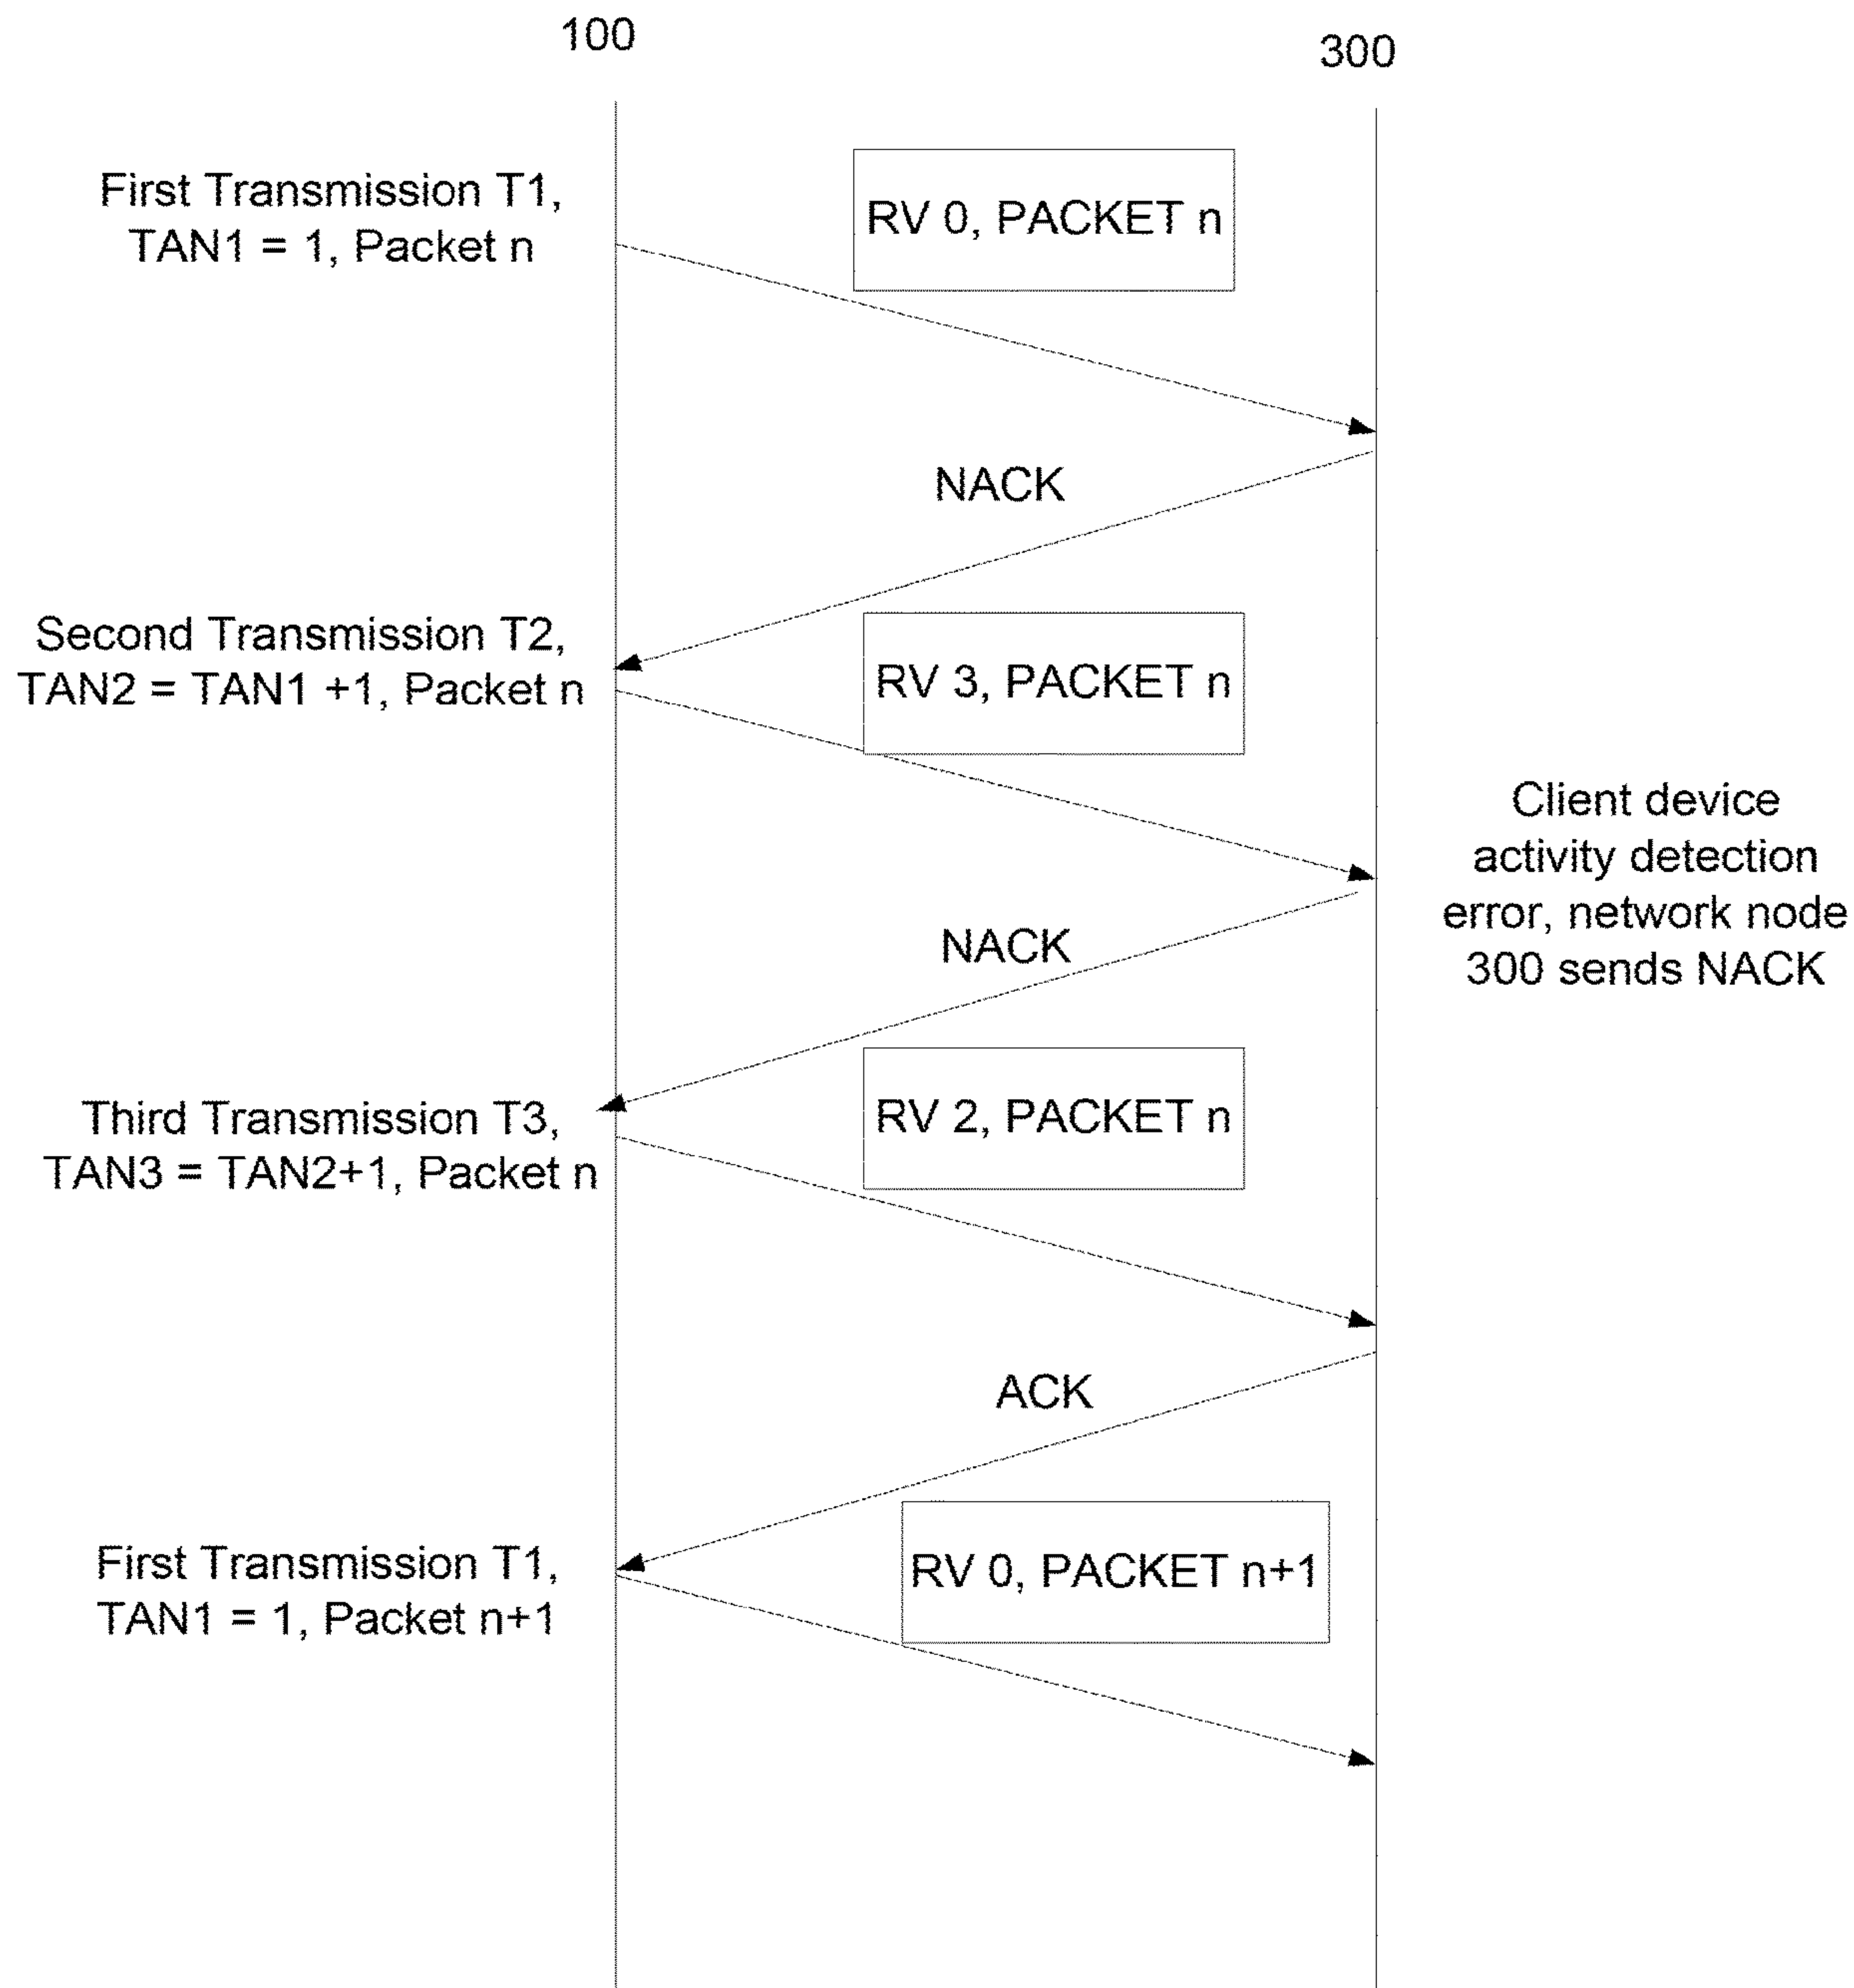 100
300
First Transmission T1,
TAN1 = 1, Packet n
RV 0, PACKET n
NACK
Second Transmission T2,
TAN2 = TAN1 +1, Packet n
RV 3, PACKET n
Client device
activity detection
error, network node
300 sends NACK
NACK
Third Transmission T3,
TAN3 = TAN2+1, Packet n
RV 2, PACKET n
ACK
First Transmission T1,
TAN1 = 1, Packet n+1
RV 0, PACKET n+1